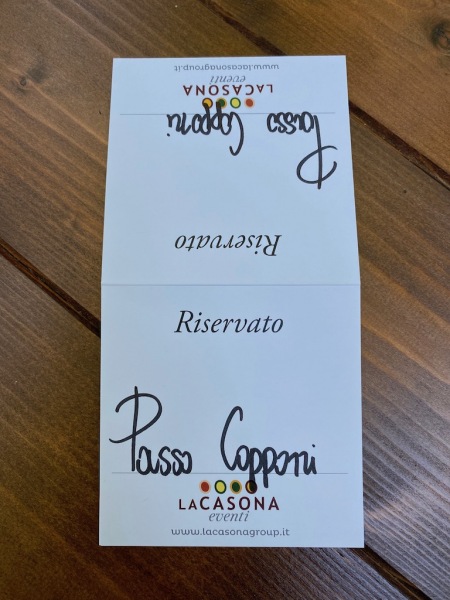 www.lacasonagroup.it
eventi
LACASONA
Passo Capponi
Riservato
Riservato
Passo Capponi
LACASONA
eventi
www.lacasonagroup.it